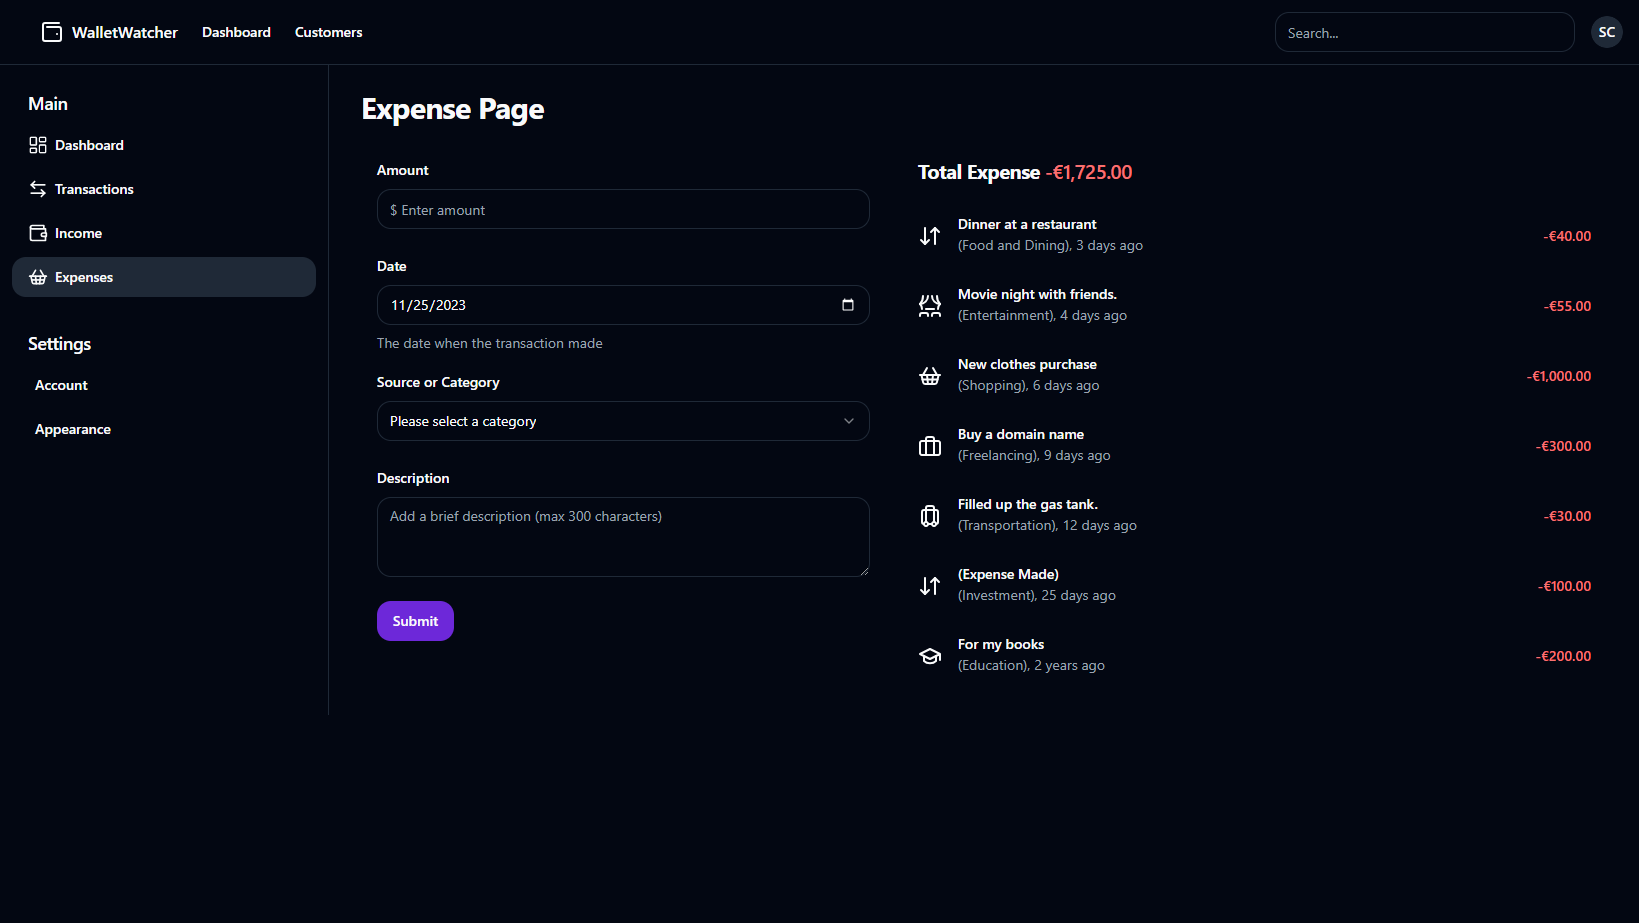 WalletWatcher
Dashboard
Customers
Search...
SC
Main
Dashboard
Transactions
Income
Expenses
Settings
Account
Appearance
Expense Page
Amount
$ Enter amount
Date
11/25/2023
The date when the transaction made
Source or Category
Please select a category
Description
Add a brief description (max 300 characters)
Submit
Total Expense -€1,725.00
Dinner at a restaurant
(Food and Dining), 3 days ago
-€40.00
Movie night with friends.
(Entertainment), 4 days ago
-€55.00
New clothes purchase
(Shopping), 6 days ago
-€1,000.00
Buy a domain name
(Freelancing), 9 days ago
-€300.00
Filled up the gas tank.
(Transportation), 12 days ago
-€30.00
(Expense Made)
(Investment), 25 days ago
-€100.00
For my books
(Education), 2 years ago
-€200.00